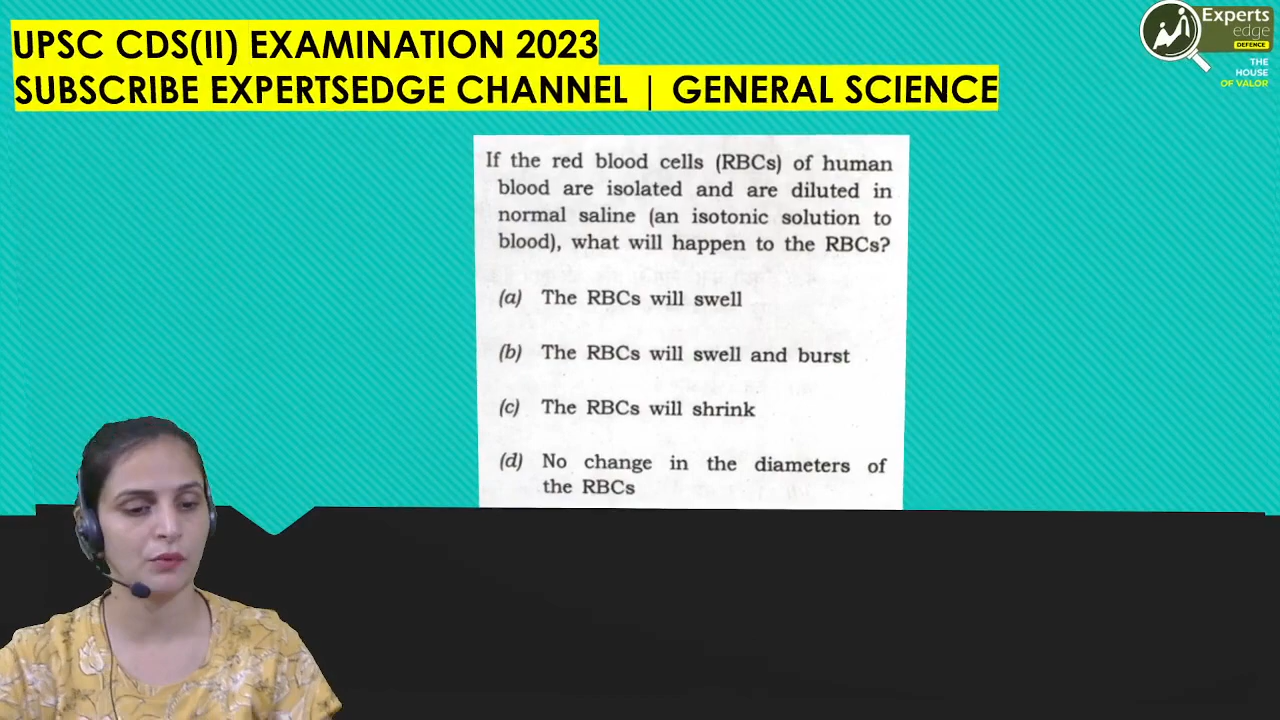 UPSC CDS(II) EXAMINATION 2023
SUBSCRIBE EXPERTSEDGE CHANNEL | GENERAL SCIENCE
Experts
edge
DEFENCE
THE
HOUSE
OF VALOR
If the red blood cells (RBCs) of human
blood are isolated and are diluted in
normal saline (an isotonic solution to
blood), what will happen to the RBCs?
(a) The RBCs will swell
(b) The RBCs will swell and burst
(c) The RBCs will shrink
(d) No change in the diameters of
the RBCs